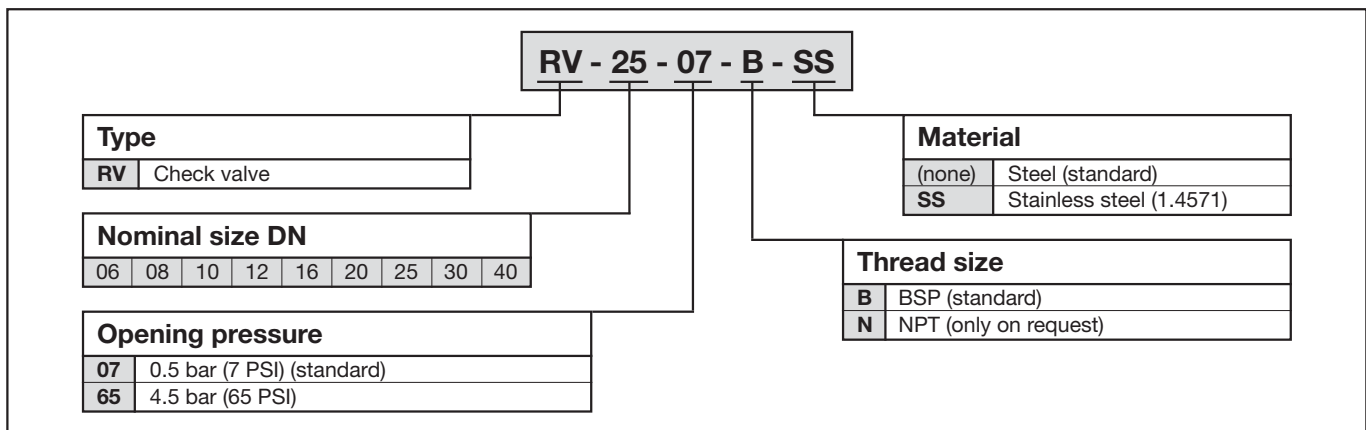 RV - 25 - 07 - B - SS
Type
RV Check valve
Nominal size DN
06 08 10 12 16 20 25 30 40
Opening pressure
07 0.5 bar (7 PSI) (standard)
65 4.5 bar (65 PSI)
Material
(none) Steel (standard)
SS Stainless steel (1.4571)
Thread size
B BSP (standard)
N NPT (only on request)